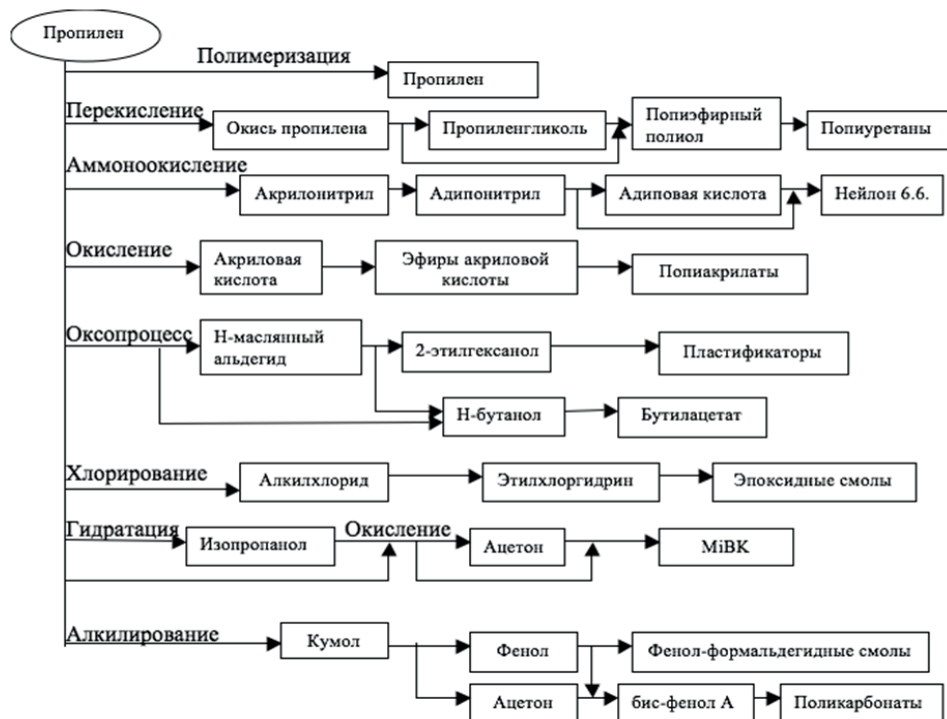 Пропилен
Полимеризация
Пропилен
Перекисление
Окись пропилена
Пропиленгликоль
Попиэфирный
полиол
Попиуретаны
Аммоноокисление
Акрилонитрил
Адипонитрил
Адиповая кислота
Нейлон 6.6.
Окисление
Акриловая
кислота
Эфиры акриловой
кислоты
Попиакрилаты
Оксопроцесс
Н-маслянный
альдегид
2-этилгексанол
Пластификаторы
Н-бутанол
Бутилацетат
Хлорирование
Алкилхлорид
Этилхлоргидрин
Эпоксидные смолы
Гидратация
Изопропанол
Окисление
Ацетон
MiBK
Алкилирование
Кумол
Фенол
Фенол-формальдегидные смолы
Ацетон
бис-фенол А
Поликарбонаты